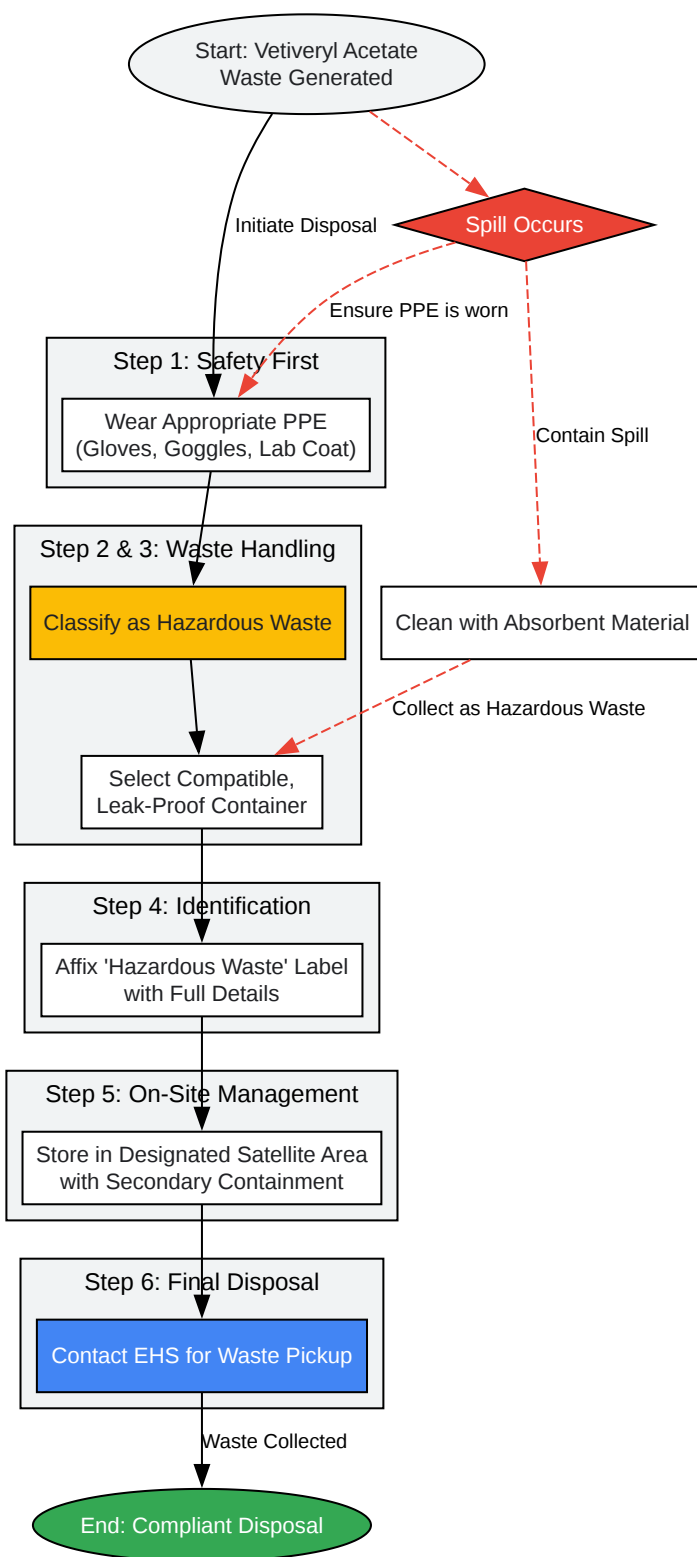 Start: Vetiveryl Acetate
Waste Generated
Spill Occurs
Initiate Disposal
Ensure PPE is worn
Step 1: Safety First
Wear Appropriate PPE
(Gloves, Goggles, Lab Coat)
Contain Spill
Step 2 & 3: Waste Handling
Classify as Hazardous Waste
Clean with Absorbent Material
Collect as Hazardous Waste
Select Compatible,
Leak-Proof Container
Step 4: Identification
Affix 'Hazardous Waste' Label
with Full Details
Step 5: On-Site Management
Store in Designated Satellite Area
with Secondary Containment
Step 6: Final Disposal
Contact EHS for Waste Pickup
Waste Collected
End: Compliant Disposal